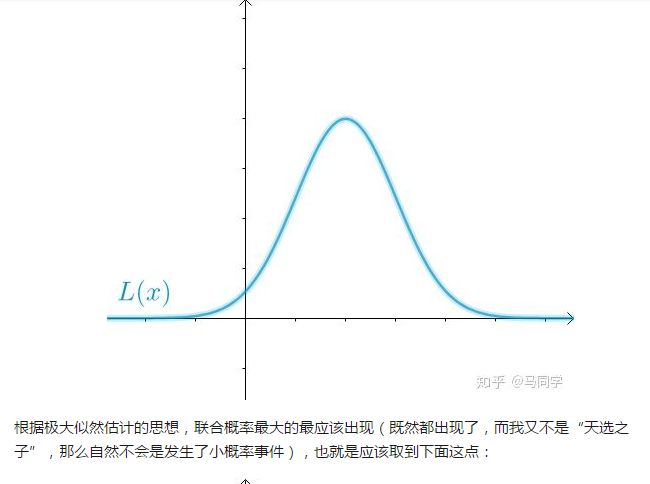 L(x)
知乎 @马同学
根据极大似然估计的思想，联合概率最大的最应该出现（既然都出现了，而我又不是“天选之
子”，那么自然不会是发生了小概率事件），也就是应该取到下面这点：